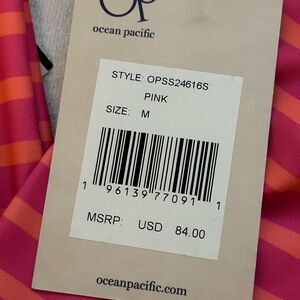 Op
ocean pacific
STYLE: OPSS24616S
PINK
SIZE: M
1 96139 77091 1
MSRP: USD 84.00
oceanpacific.com